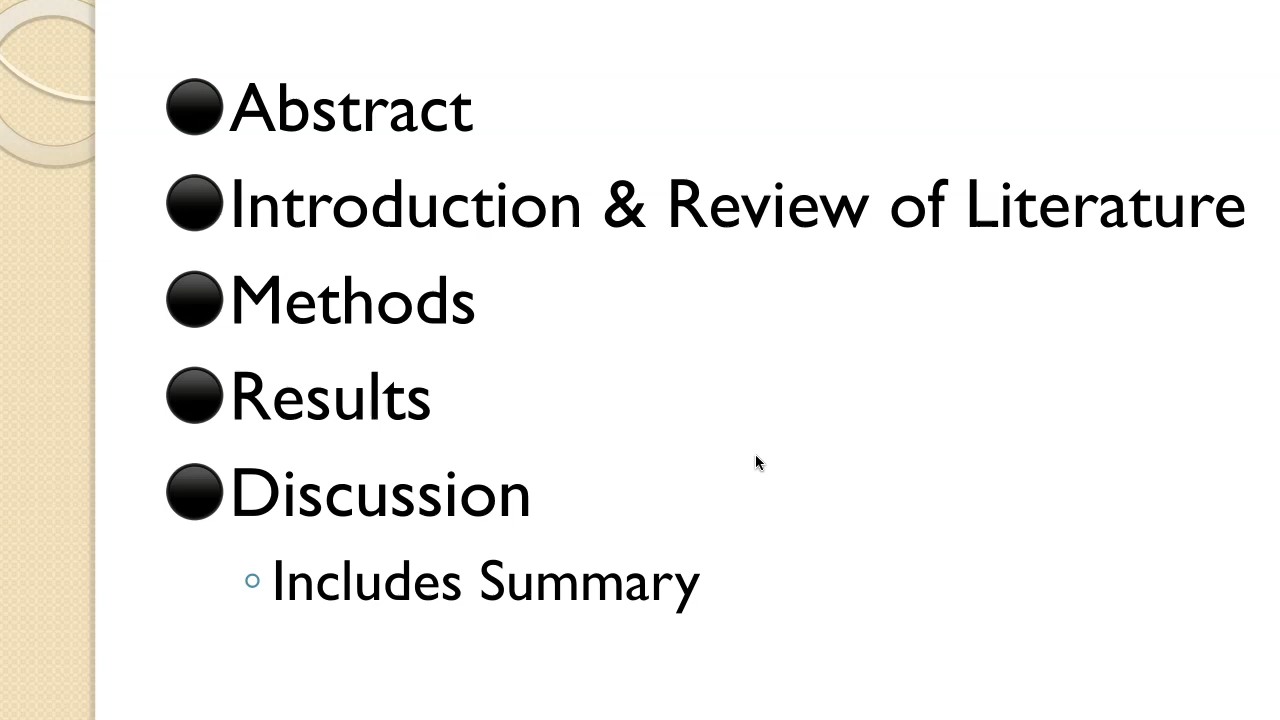 Abstract
Introduction & Review of Literature
Methods
Results
Discussion
Includes Summary